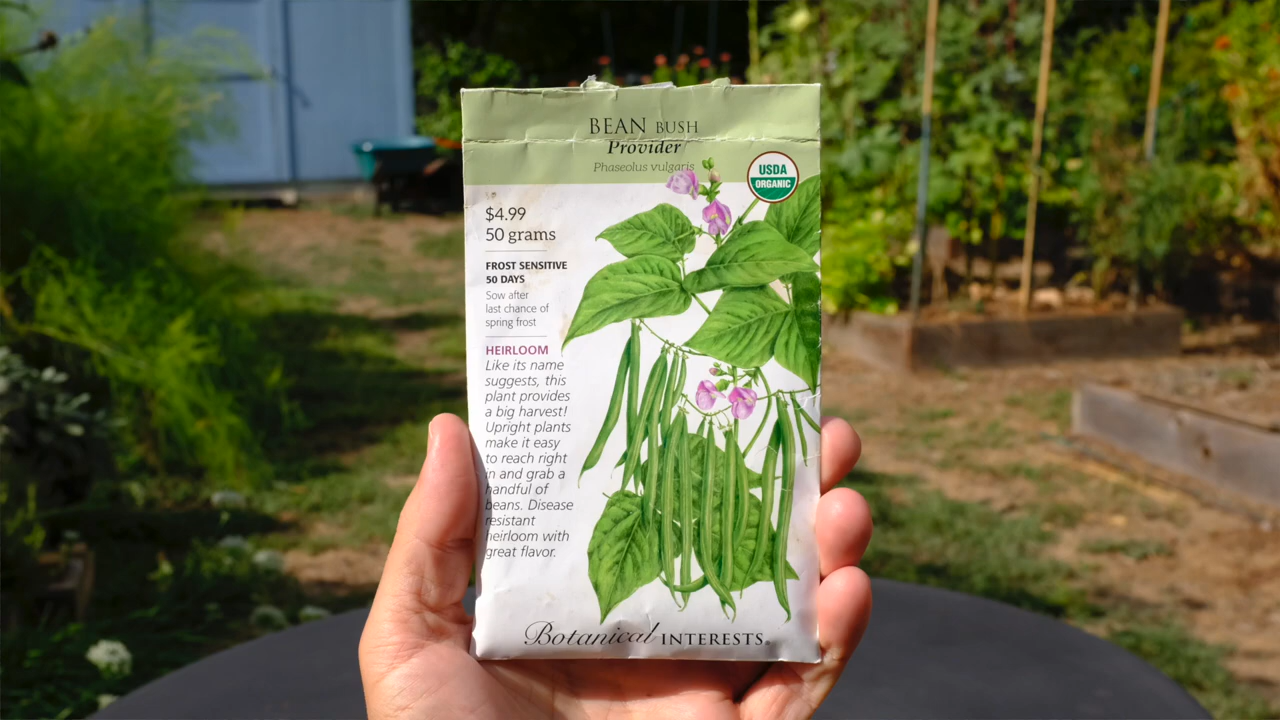 BEAN BUSH
Provider
Phaseolus vulgaris
USDA
ORGANIC
$4.99
50 grams
FROST SENSITIVE
50 DAYS
Sow after
last chance of
spring frost
HEIRLOOM
Like its name
suggests, this
plant provides
a big harvest!
Upright plants
make it easy
to reach right
in and grab a
handful of
beans. Disease
resistant
heirloom with
great flavor.
Botanical INTERESTS®